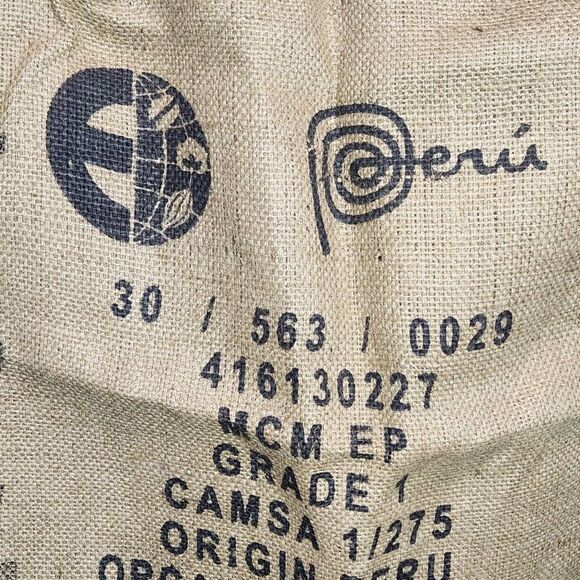 Perú
30 / 563 / 0029
416130227
MCM EP
GRADE 1
CAMSA 1/275
ORIGIN PERU